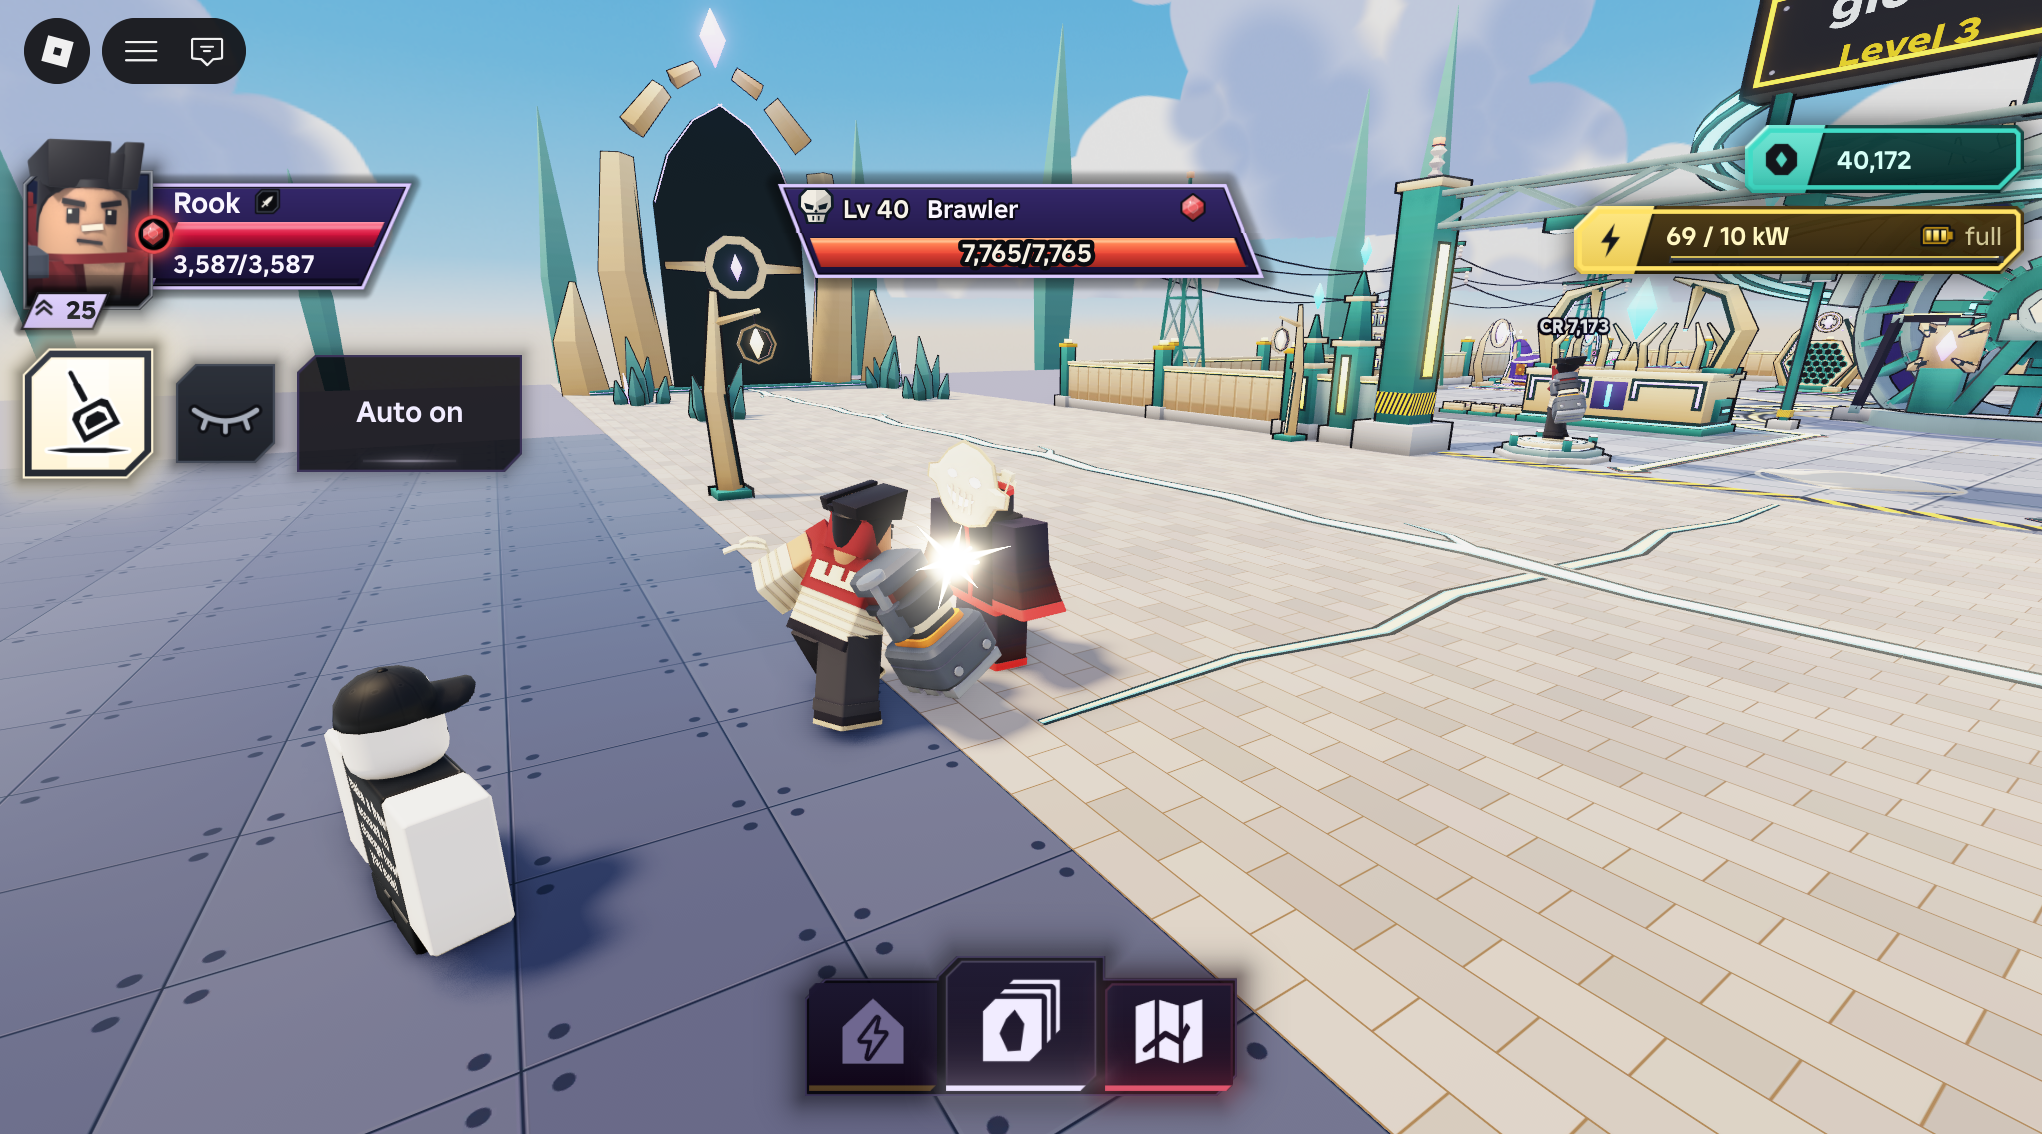 Level 3
40,172
Rook
Lv 40 Brawler
69 / 10 kW
full
7,765/7,765
3,587/3,587
25
CR 7,173
Auto on